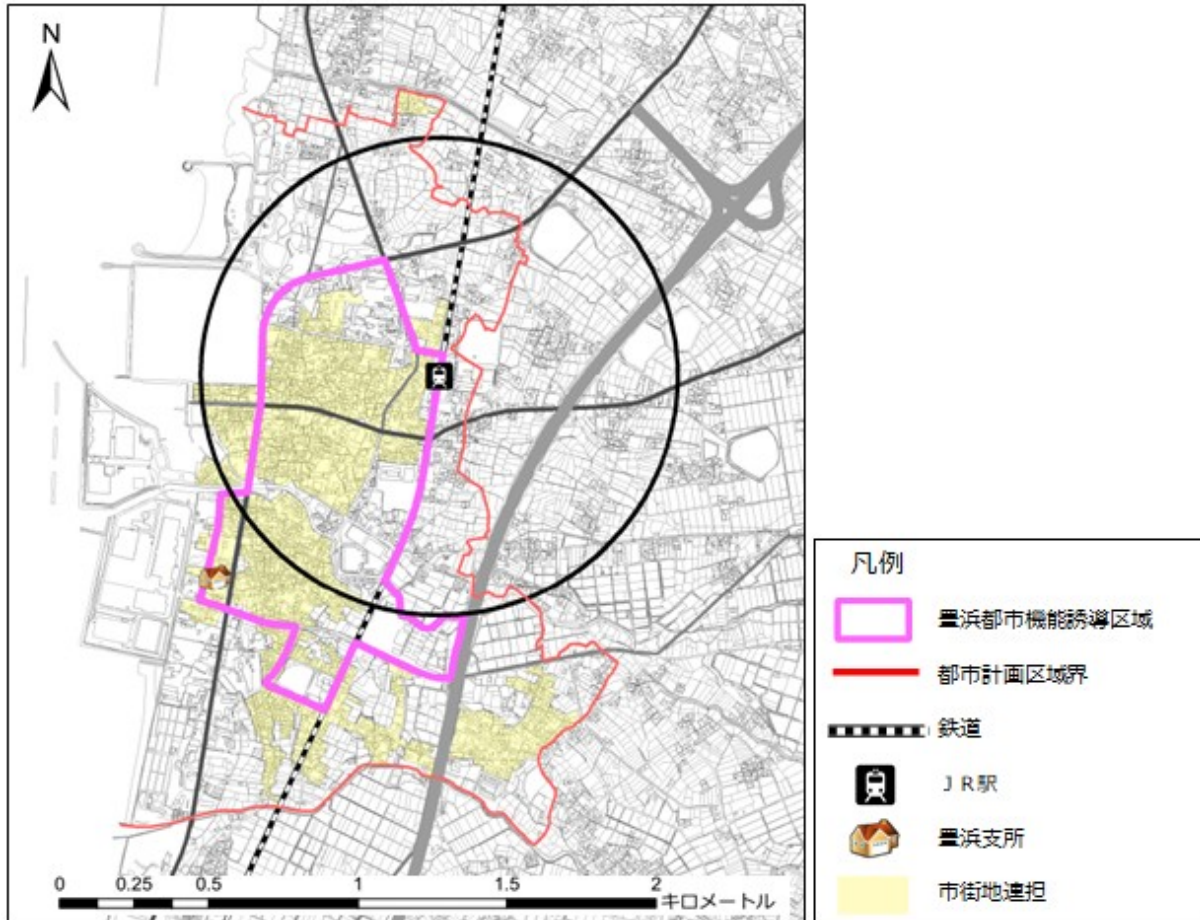 N
0 0.25 0.5 1 1.5 2
キロメートル
凡例
豊浜都市機能誘導区域
都市計画区域界
鉄道
ＪＲ駅
豊浜支所
市街地連担